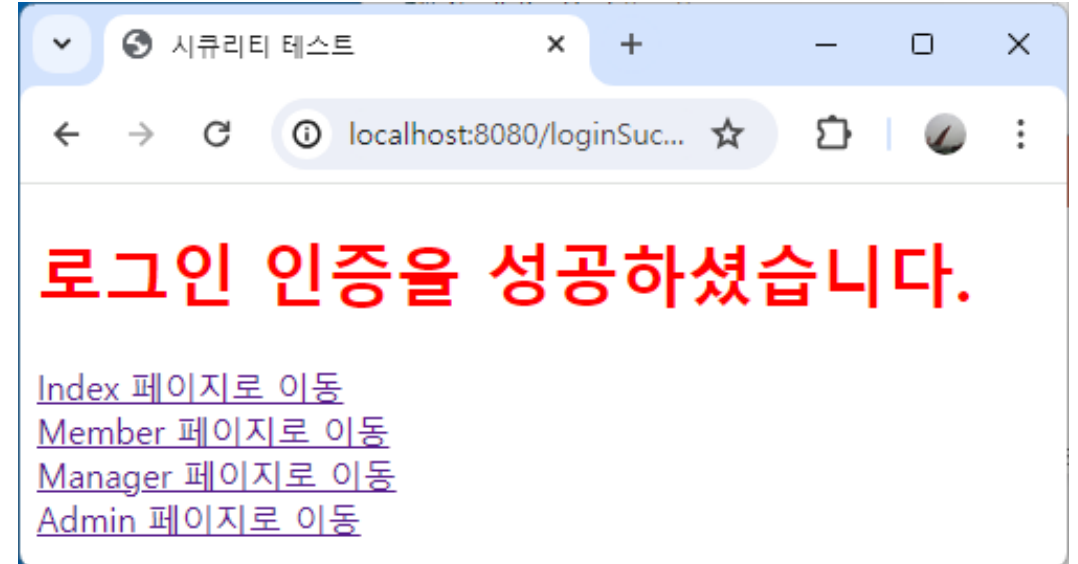 시큐리티 테스트
localhost:8080/loginSuc...
로그인 인증을 성공하셨습니다.
Index 페이지로 이동
Member 페이지로 이동
Manager 페이지로 이동
Admin 페이지로 이동